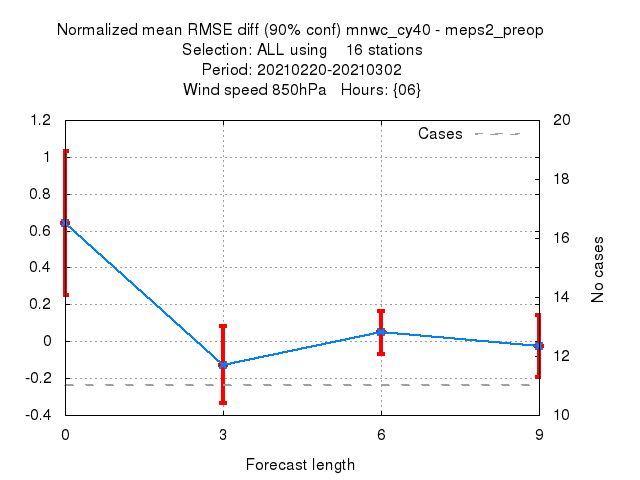 Normalized mean RMSE diff (90% conf) mnwc_cy40 - meps2_preop
Selection: ALL using    16 stations
Period: 20210220-20210302
Wind speed 850hPa   Hours: {06}
1.2
1
0.8
0.6
0.4
0.2
0
-0.2
-0.4
Cases
20
18
16
14
12
10
No cases
0 3 6 9
Forecast length